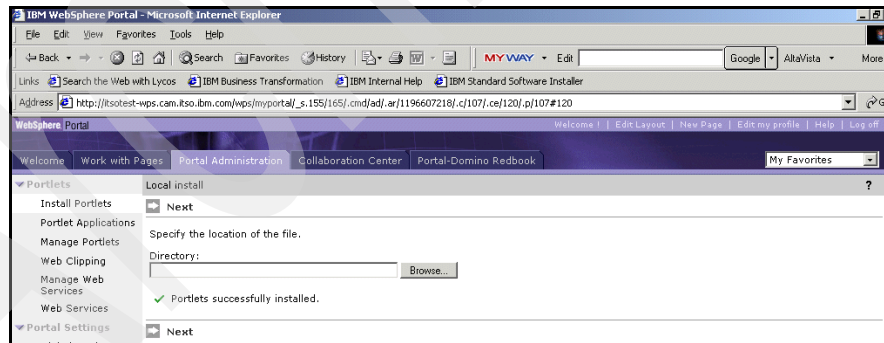 IBM WebSphere Portal - Microsoft Internet Explorer
File Edit View Favorites Tools Help
Back Search Favorites History MYWAY Edit Google AltaVista More
Links Search the Web with Lycos IBM Business Transformation IBM Internal Help IBM Standard Software Installer
Address http://itsotest-wps.cam.itso.ibm.com/wps/myportal/_s.155/165/.cmd/ad/.ar/1196607218/.c/107/.ce/120/.p/107#120
WebSphere Portal Welcome ! | Edit Layout | New Page | Edit my profile | Help | Log off
Welcome Work with Pages Portal Administration Collaboration Center Portal-Domino Redbook My Favorites
Portlets Local install ?
Install Portlets Next
Portlet Applications
Manage Portlets
Web Clipping
Manage Web
Services
Web Services
Portal Settings
Specify the location of the file.
Directory:
Browse...
Portlets successfully installed.
Next